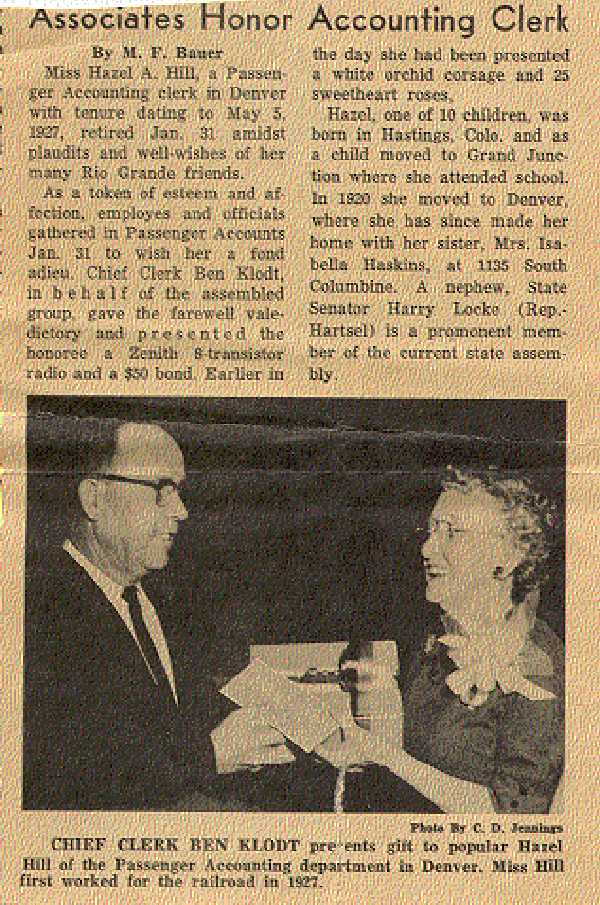 Associates Honor Accounting Clerk
By M. F. Bauer
Miss Hazel A. Hill, a Passen-
ger Accounting clerk in Denver
with tenure dating to May 5,
1927, retired Jan. 31 amidst
plaudits and well-wishes of her
many Rio Grande friends.
As a token of esteem and af-
fection, employes and officials
gathered in Passenger Accounts
Jan. 31 to wish her a fond
adieu. Chief Clerk Ben Klodt,
in behalf of the assembled
group, gave the farewell vale-
dictory and presented the
honoree a Zenith 8-transistor
radio and a $50 bond. Earlier in
the day she had been presented
a white orchid corsage and 25
sweetheart roses.
Hazel, one of 10 children, was
born in Hastings, Colo. and as
a child moved to Grand Junc-
tion where she attended school.
In 1920 she moved to Denver,
where she has since made her
home with her sister, Mrs. Isa-
bella Haskins, at 1135 South
Columbine. A nephew, State
Senator Harry Locke (Rep.-
Hartsel) is a promonent mem-
ber of the current state assem-
bly.
Photo By C. D. Jennings
CHIEF CLERK BEN KLODT presents gift to popular Hazel
Hill of the Passenger Accounting department in Denver. Miss Hill
first worked for the railroad in 1927.